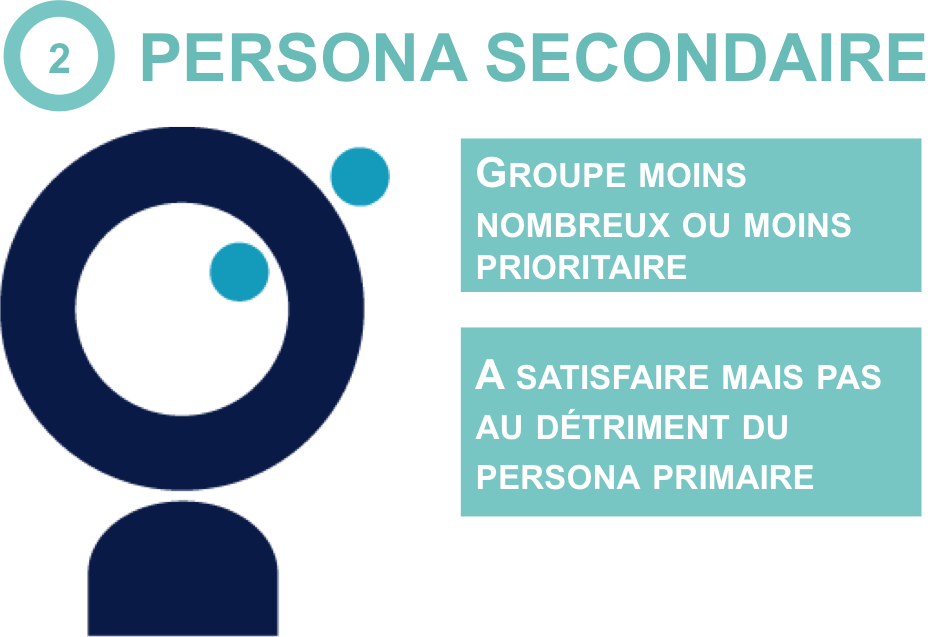 2 PERSONA SECONDAIRE
GROUPE MOINS
NOMBREUX OU MOINS
PRIORITAIRE
A SATISFAIRE MAIS PAS
AU DÉTRIMENT DU
PERSONA PRIMAIRE